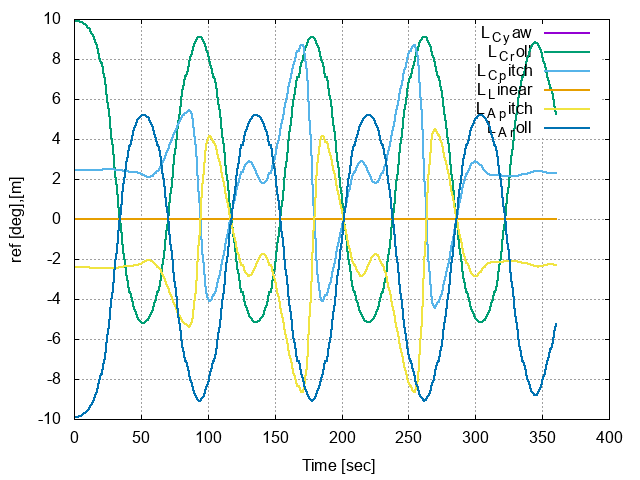 L_Cyaw
L_Croll
L_Cpitch
L_Linear
L_Apitch
L_Aroll
10
8
6
4
2
0
-2
-4
-6
-8
-10
ref [deg],[m]
0 50 100 150 200 250 300 350 400
Time [sec]